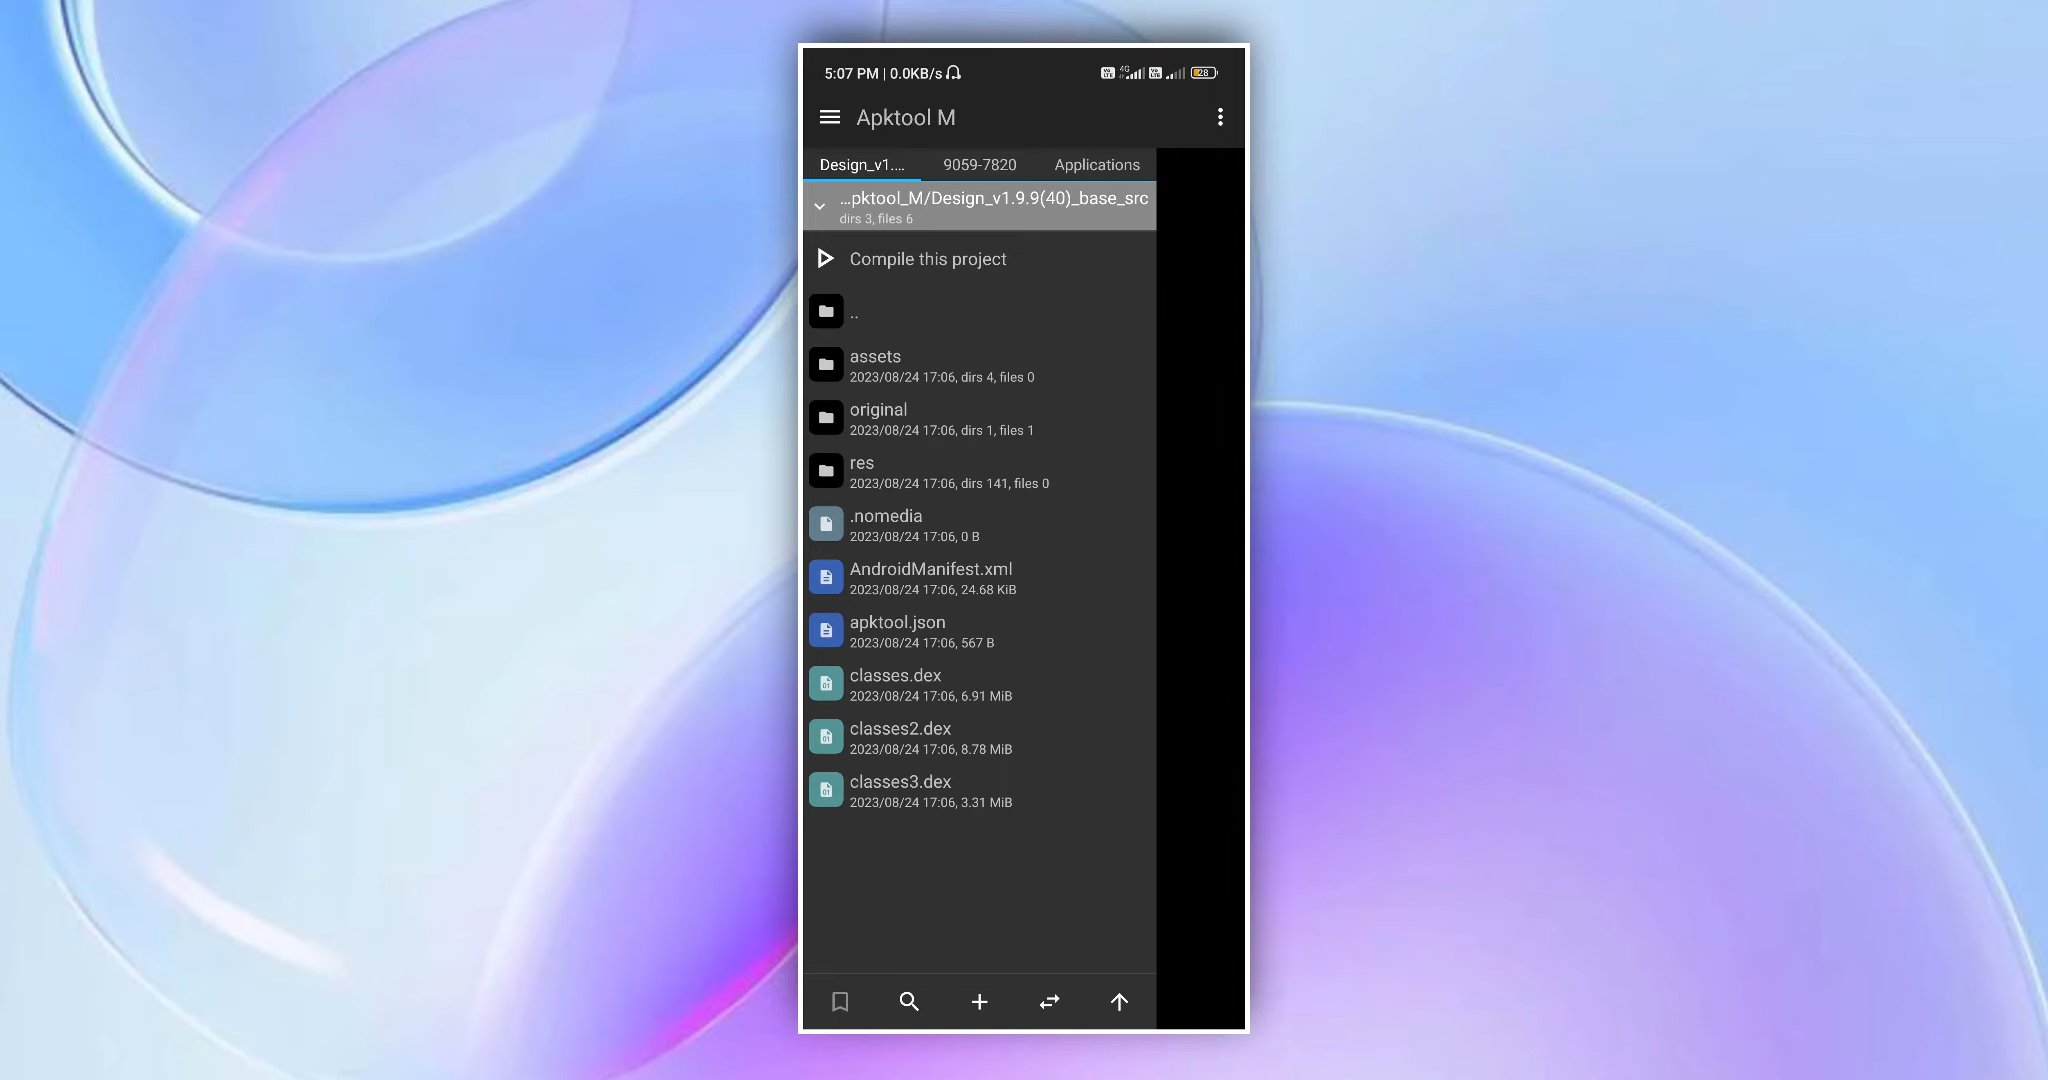 5:07 PM | 0.0KB/s
4G
28
Apktool M
Design_v1.... 9059-7820 Applications
...pktool_M/Design_v1.9.9(40)_base_src
dirs 3, files 6
Compile this project
..
assets
2023/08/24 17:06, dirs 4, files 0
original
2023/08/24 17:06, dirs 1, files 1
res
2023/08/24 17:06, dirs 141, files 0
.nomedia
2023/08/24 17:06, 0 B
AndroidManifest.xml
2023/08/24 17:06, 24.68 KiB
apktool.json
2023/08/24 17:06, 567 B
classes.dex
2023/08/24 17:06, 6.91 MiB
classes2.dex
2023/08/24 17:06, 8.78 MiB
classes3.dex
2023/08/24 17:06, 3.31 MiB